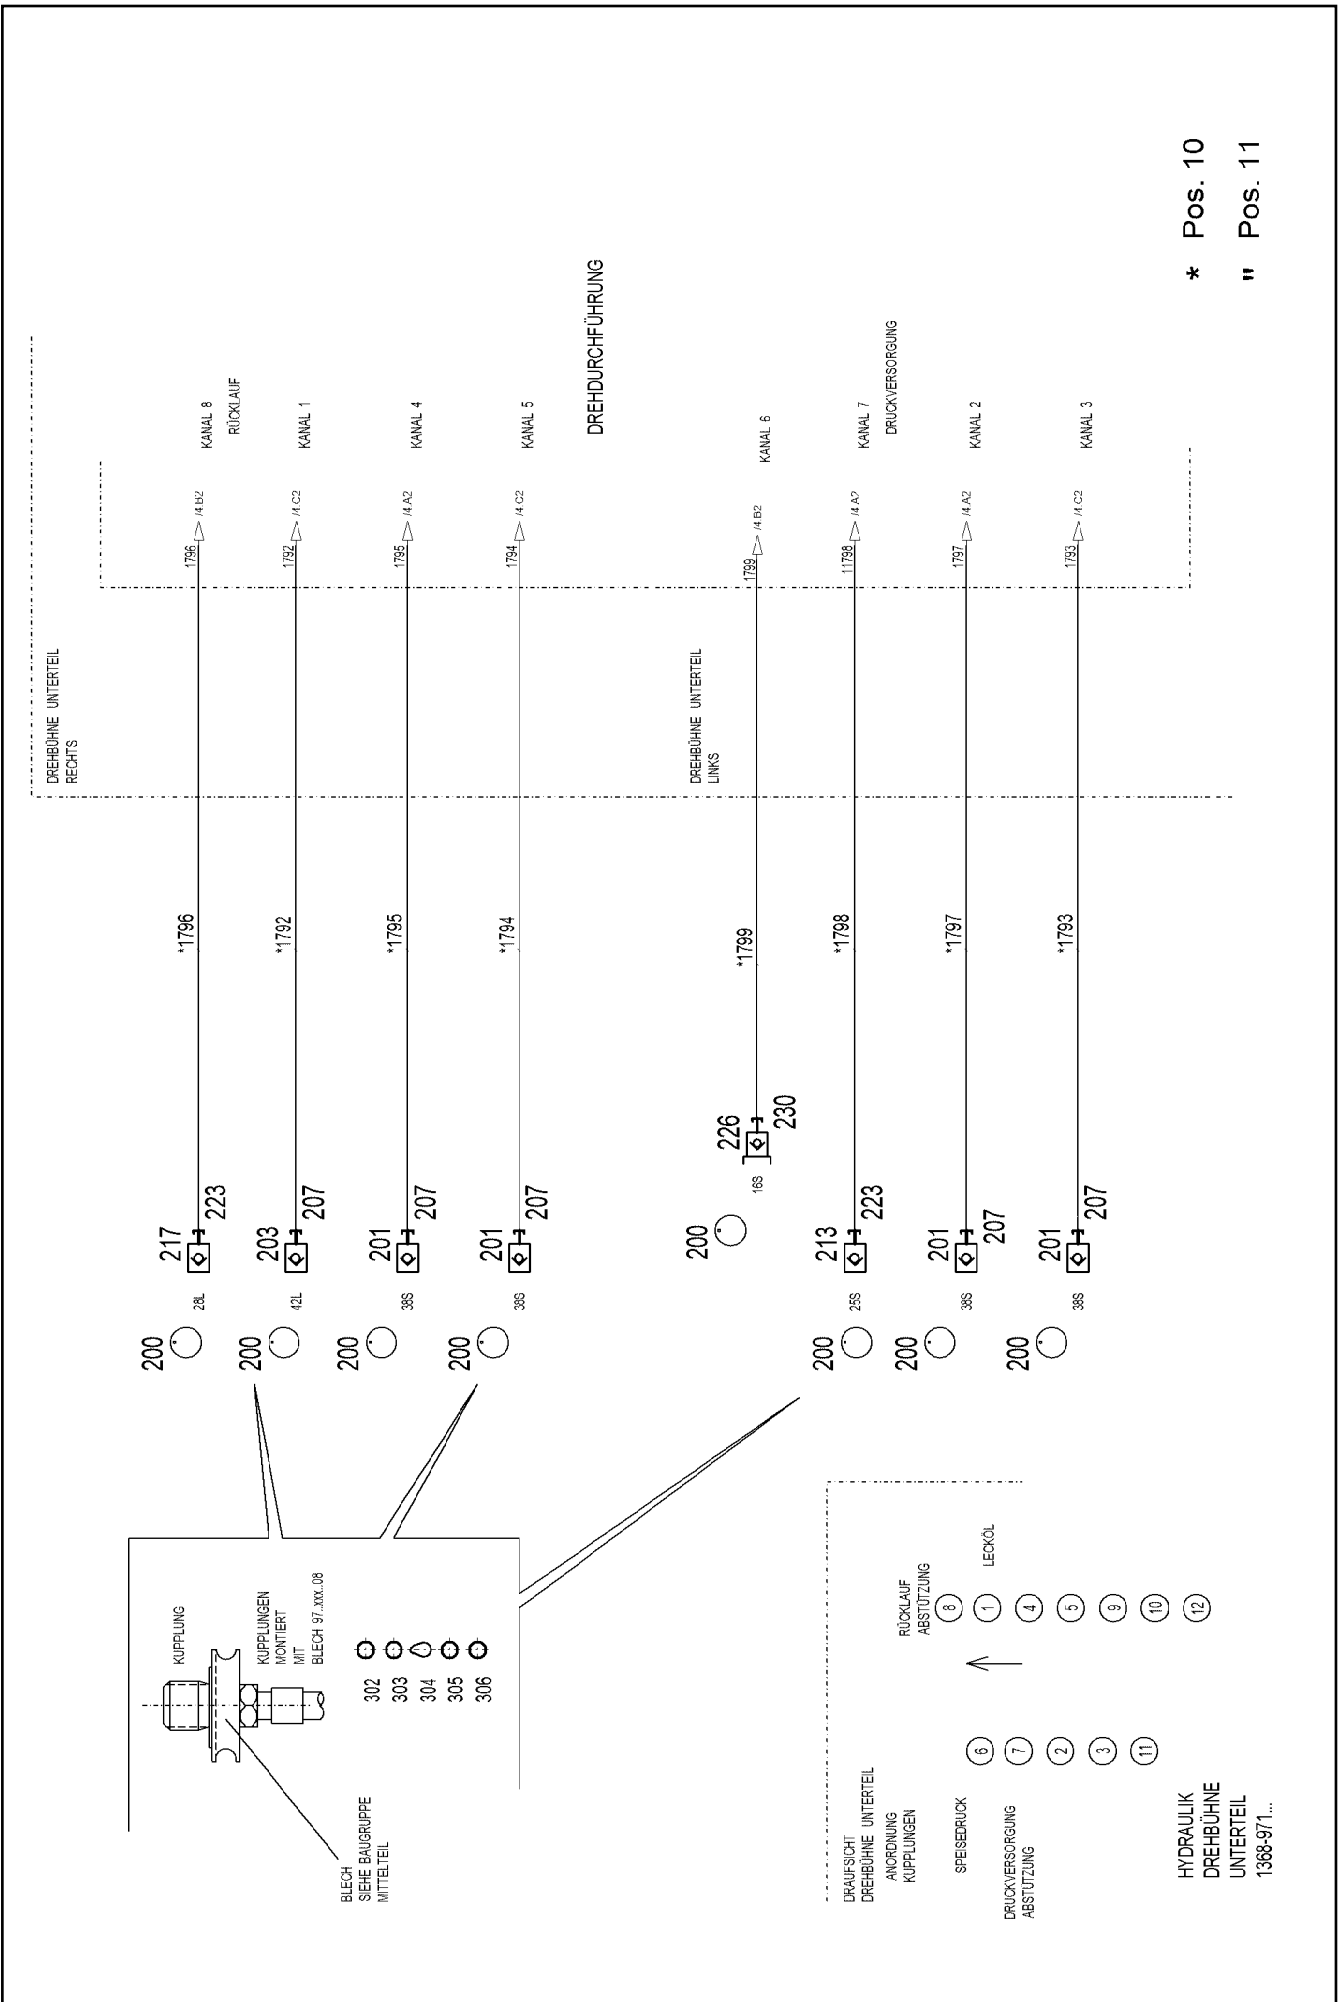 BLECH
SIEHE BAUGRUPPE
MITTELTEIL
KUPPLUNG
KUPPLUNGEN
MONTIERT
MIT
BLECH 97..xxx..08
302
303
304
305
306
200
28L
217
223
*1796
1796
/4.B2
KANAL 8
RÜCKLAUF
200
42L
203
207
*1792
1792
/4.C2
KANAL 1
200
38S
201
207
*1795
1795
/4.A2
KANAL 4
200
38S
201
207
*1794
1794
/4.C2
KANAL 5
DREHBÜHNE UNTERTEIL
RECHTS
DREHDURCHFÜHRUNG
DREHBÜHNE UNTERTEIL
LINKS
200
16S
226
230
*1799
1799
/4.B2
KANAL 6
200
25S
213
223
*1798
11798
/4.A2
KANAL 7
DRUCKVERSORGUNG
200
38S
201
207
*1797
1797
/4.A2
KANAL 2
200
38S
201
207
*1793
1793
/4.C2
KANAL 3
DRAUFSICHT
DREHBÜHNE UNTERTEIL
ANORDNUNG
KUPPLUNGEN
SPEISEDRUCK
DRUCKVERSORGUNG
ABSTÜTZUNG
6
7
2
3
11
RÜCKLAUF
ABSTÜTZUNG
8
1
LECKÖL
4
5
9
10
12
HYDRAULIK
DREHBÜHNE
UNTERTEIL
1368-971...
* Pos. 10
" Pos. 11